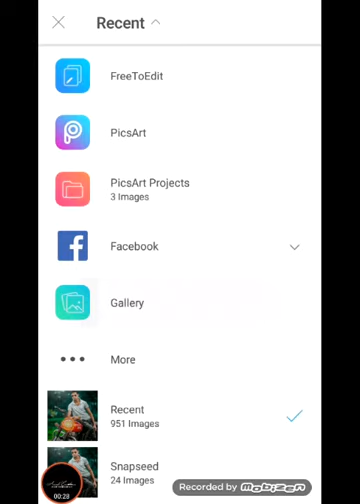 Recent
FreeToEdit
PicsArt
PicsArt Projects
3 Images
Facebook
Gallery
More
Recent
951 Images
Snapseed
24 Images
00:29
Recorded by mobizen